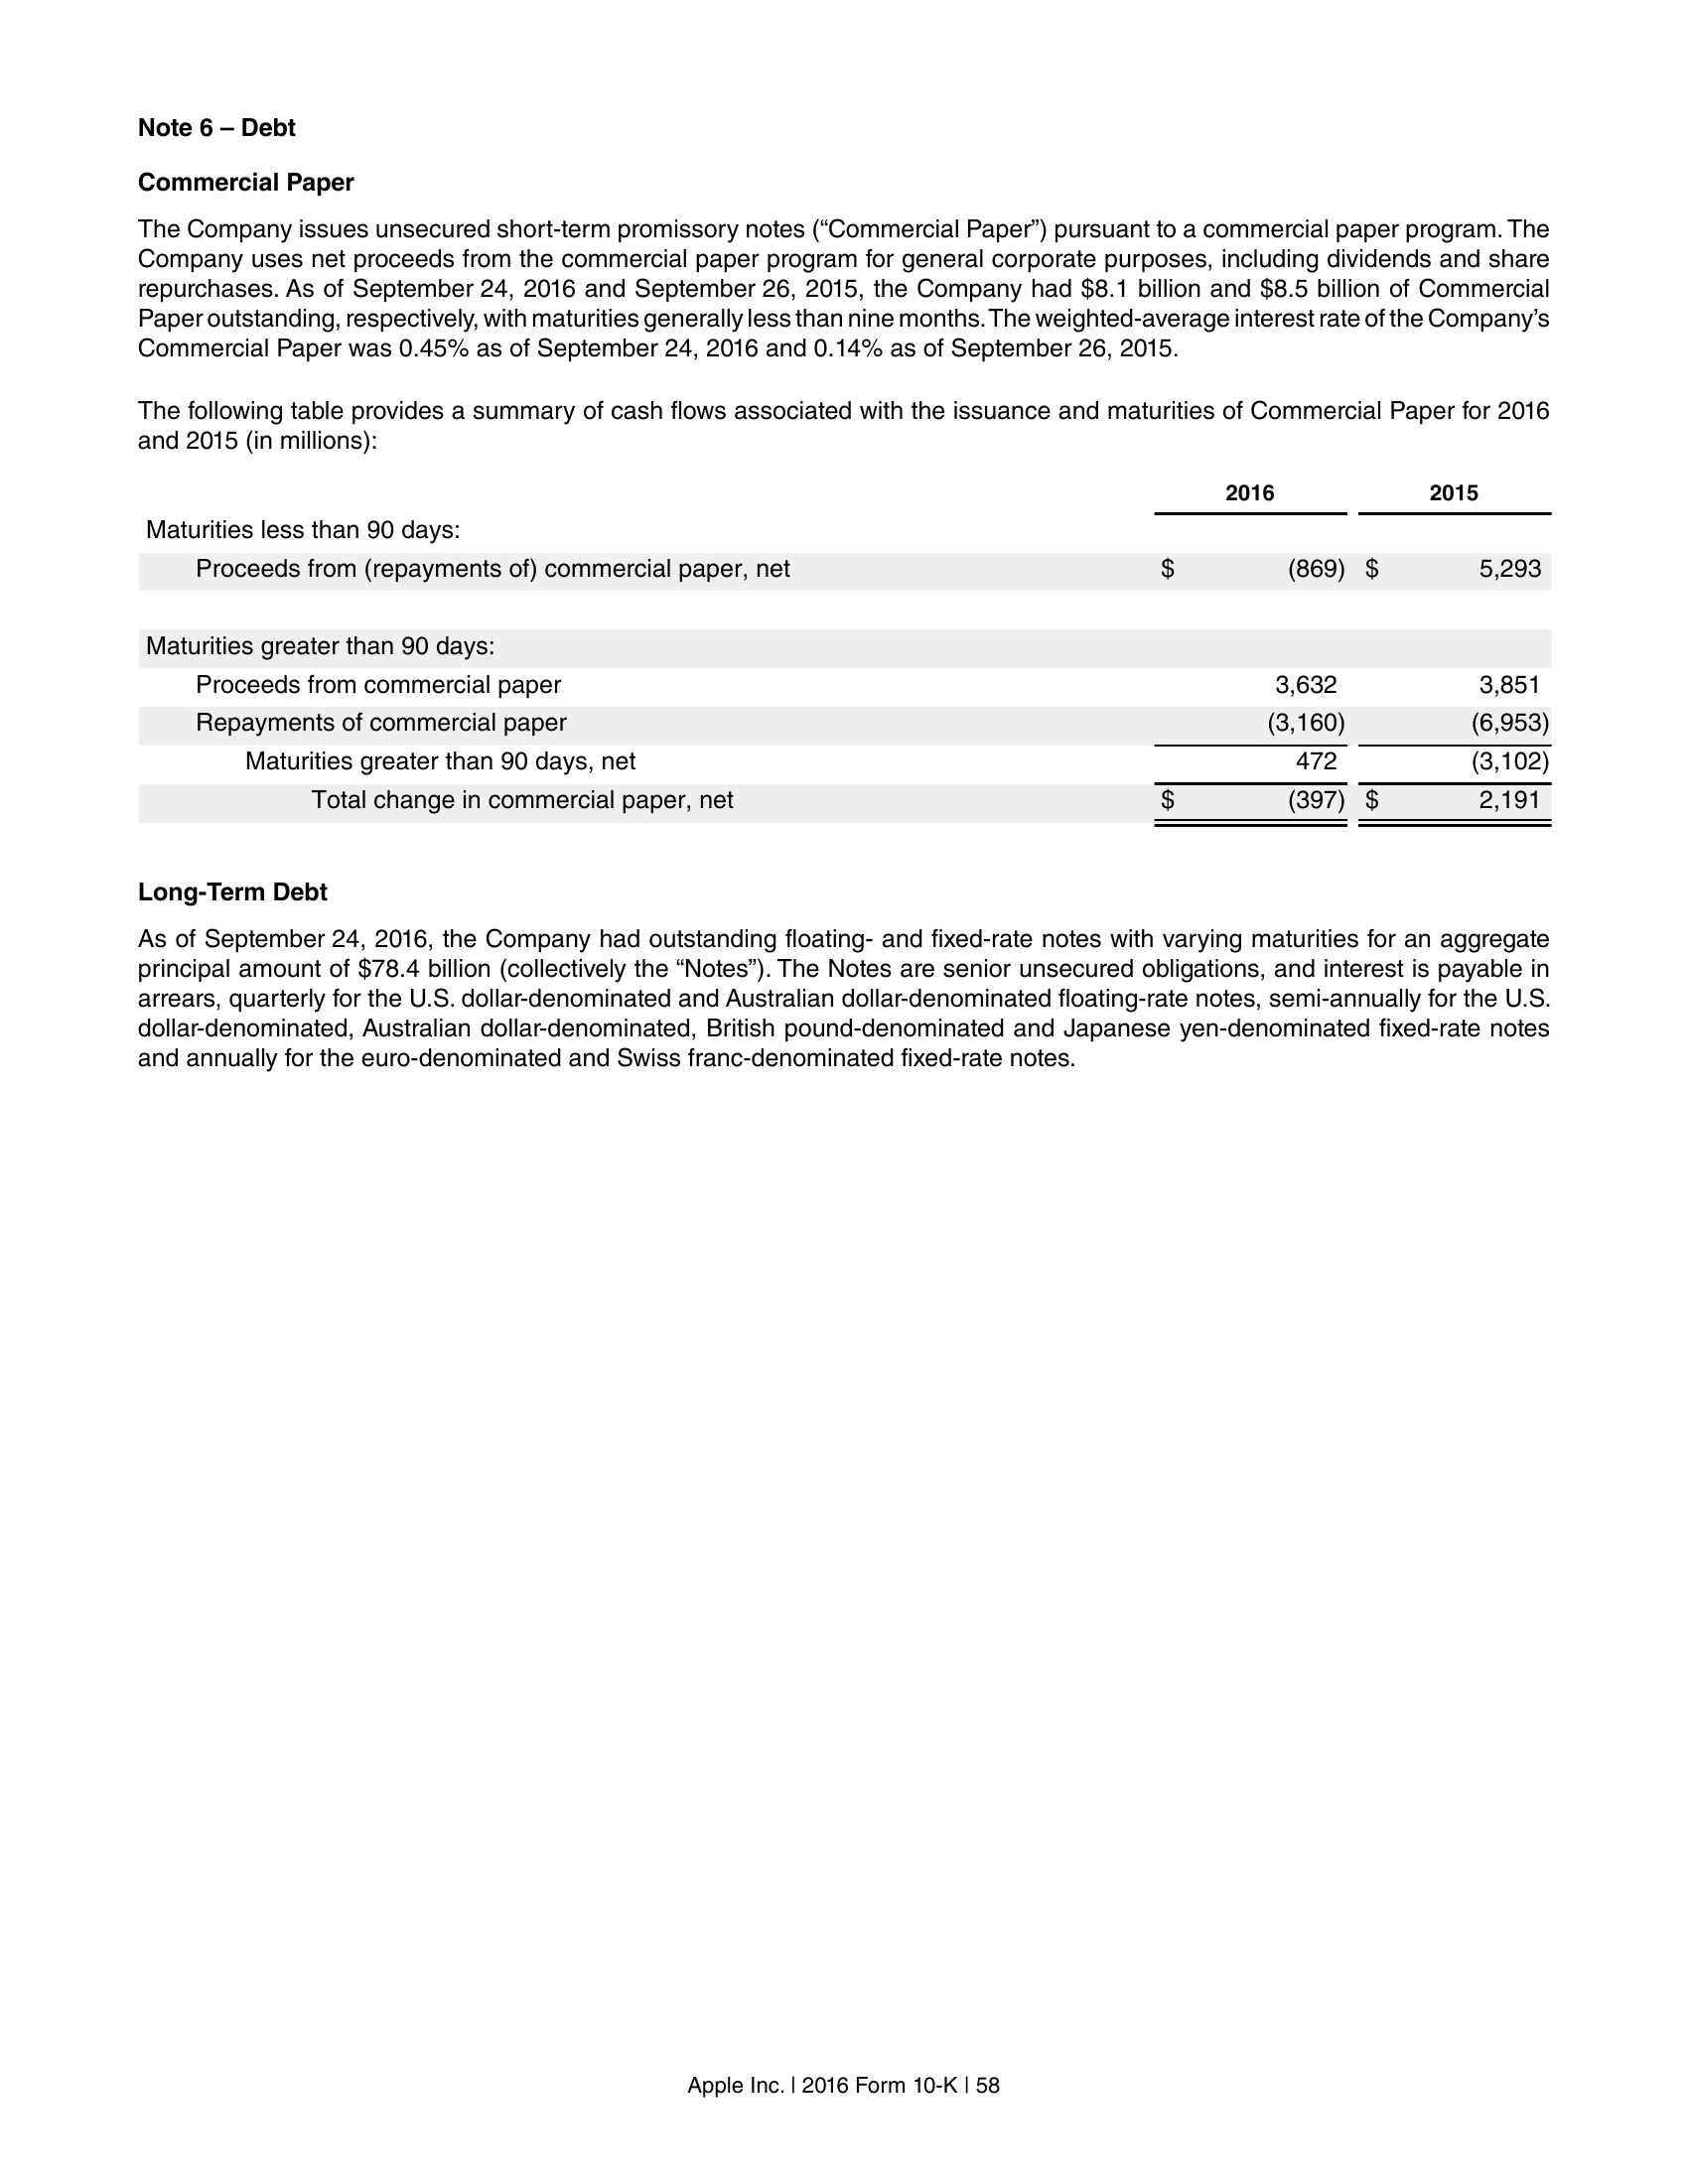 Note 6 – Debt
Commercial Paper
The Company issues unsecured short-term promissory notes (“Commercial Paper”) pursuant to a commercial paper program. The
Company uses net proceeds from the commercial paper program for general corporate purposes, including dividends and share
repurchases. As of September 24, 2016 and September 26, 2015, the Company had $8.1 billion and $8.5 billion of Commercial
Paper outstanding, respectively, with maturities generally less than nine months. The weighted-average interest rate of the Company’s
Commercial Paper was 0.45% as of September 24, 2016 and 0.14% as of September 26, 2015.
The following table provides a summary of cash flows associated with the issuance and maturities of Commercial Paper for 2016
and 2015 (in millions):
2016 2015
Maturities less than 90 days:
Proceeds from (repayments of) commercial paper, net $ (869) $ 5,293
Maturities greater than 90 days:
Proceeds from commercial paper 3,632 3,851
Repayments of commercial paper (3,160) (6,953)
Maturities greater than 90 days, net 472 (3,102)
Total change in commercial paper, net $ (397) $ 2,191
Long-Term Debt
As of September 24, 2016, the Company had outstanding floating- and fixed-rate notes with varying maturities for an aggregate
principal amount of $78.4 billion (collectively the “Notes”). The Notes are senior unsecured obligations, and interest is payable in
arrears, quarterly for the U.S. dollar-denominated and Australian dollar-denominated floating-rate notes, semi-annually for the U.S.
dollar-denominated, Australian dollar-denominated, British pound-denominated and Japanese yen-denominated fixed-rate notes
and annually for the euro-denominated and Swiss franc-denominated fixed-rate notes.
Apple Inc. | 2016 Form 10-K | 58